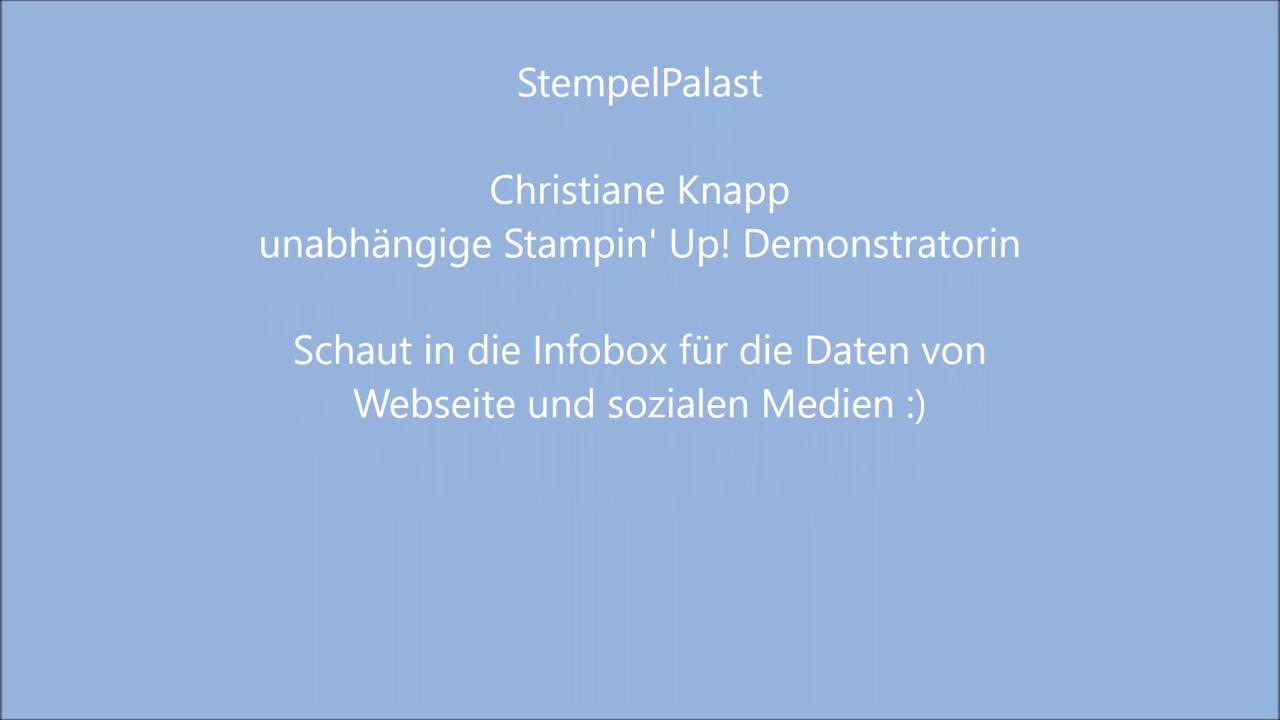 StempelPalast
Christiane Knapp
unabhängige Stampin' Up! Demonstratorin
Schaut in die Infobox für die Daten von
Webseite und sozialen Medien :)